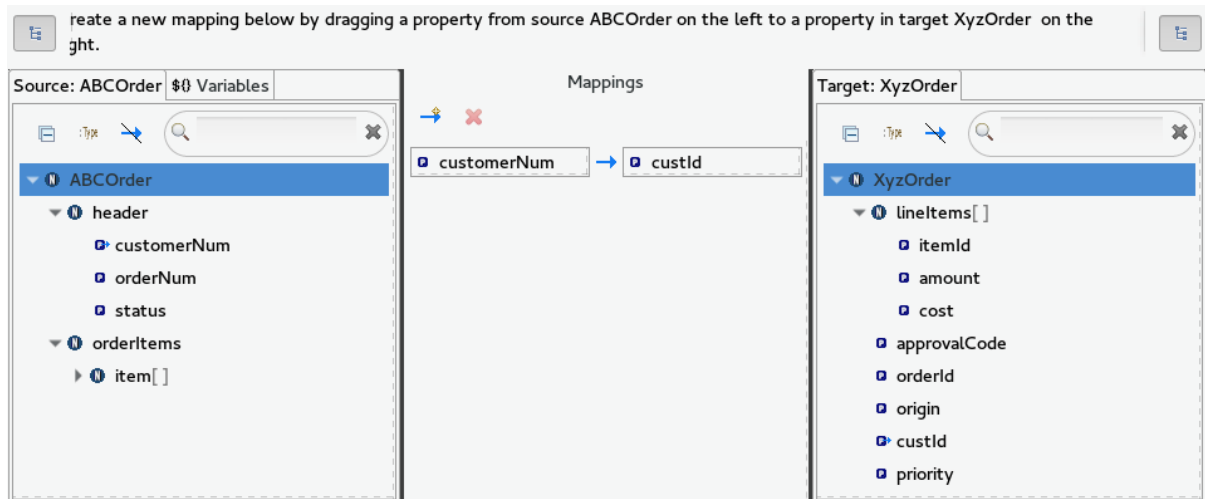 reate a new mapping below by dragging a property from source ABCOrder on the left to a property in target XyzOrder on the
ght.
Source: ABCOrder ${} Variables
Mappings
Target: XyzOrder
:Type
:Type
customerNum
custId
ABCOrder
header
customerNum
orderNum
status
orderItems
item[ ]
XyzOrder
lineItems[ ]
itemId
amount
cost
approvalCode
orderId
origin
custId
priority